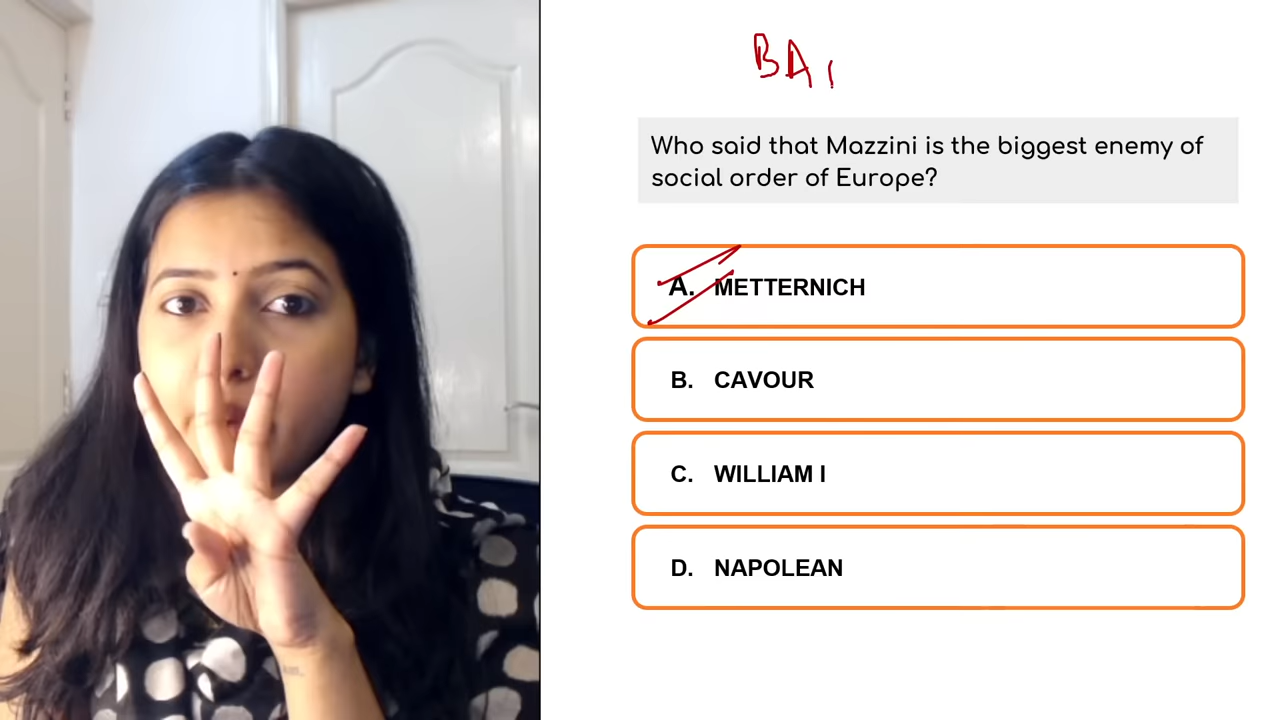 BA
Who said that Mazzini is the biggest enemy of
social order of Europe?
A. METTERNICH
B. CAVOUR
C. WILLIAM I
D. NAPOLEAN